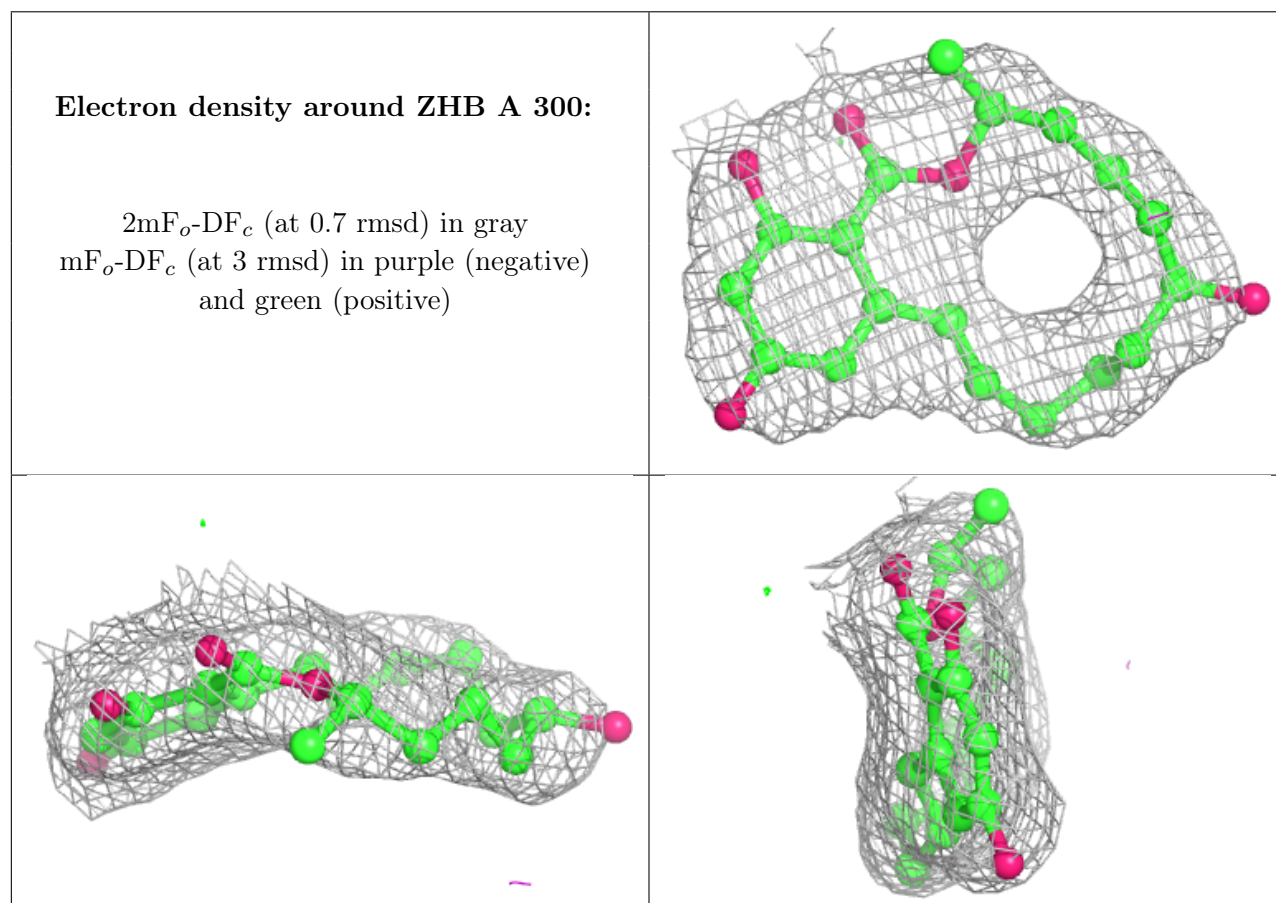 Electron density around ZHB A 300:
2mFo-DFc (at 0.7 rmsd) in gray
mFo-DFc (at 3 rmsd) in purple (negative)
and green (positive)